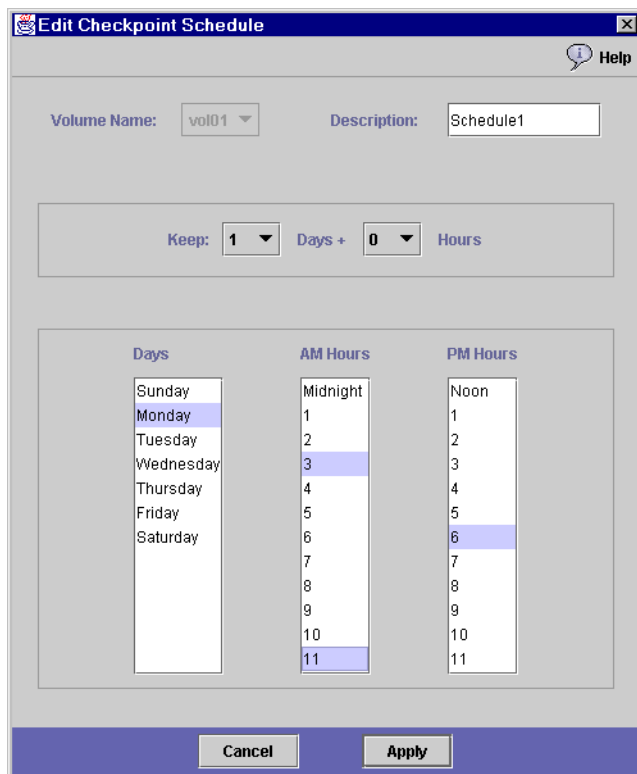 Edit Checkpoint Schedule
Help
Volume Name: vol01 Description: Schedule1
Keep: 1 Days + 0 Hours
Days AM Hours PM Hours
Sunday Midnight Noon
Monday 1 1
Tuesday 2 2
Wednesday 3 3
Thursday 4 4
Friday 5 5
Saturday 6 6
7 7
8 8
9 9
10 10
11 11
Cancel Apply